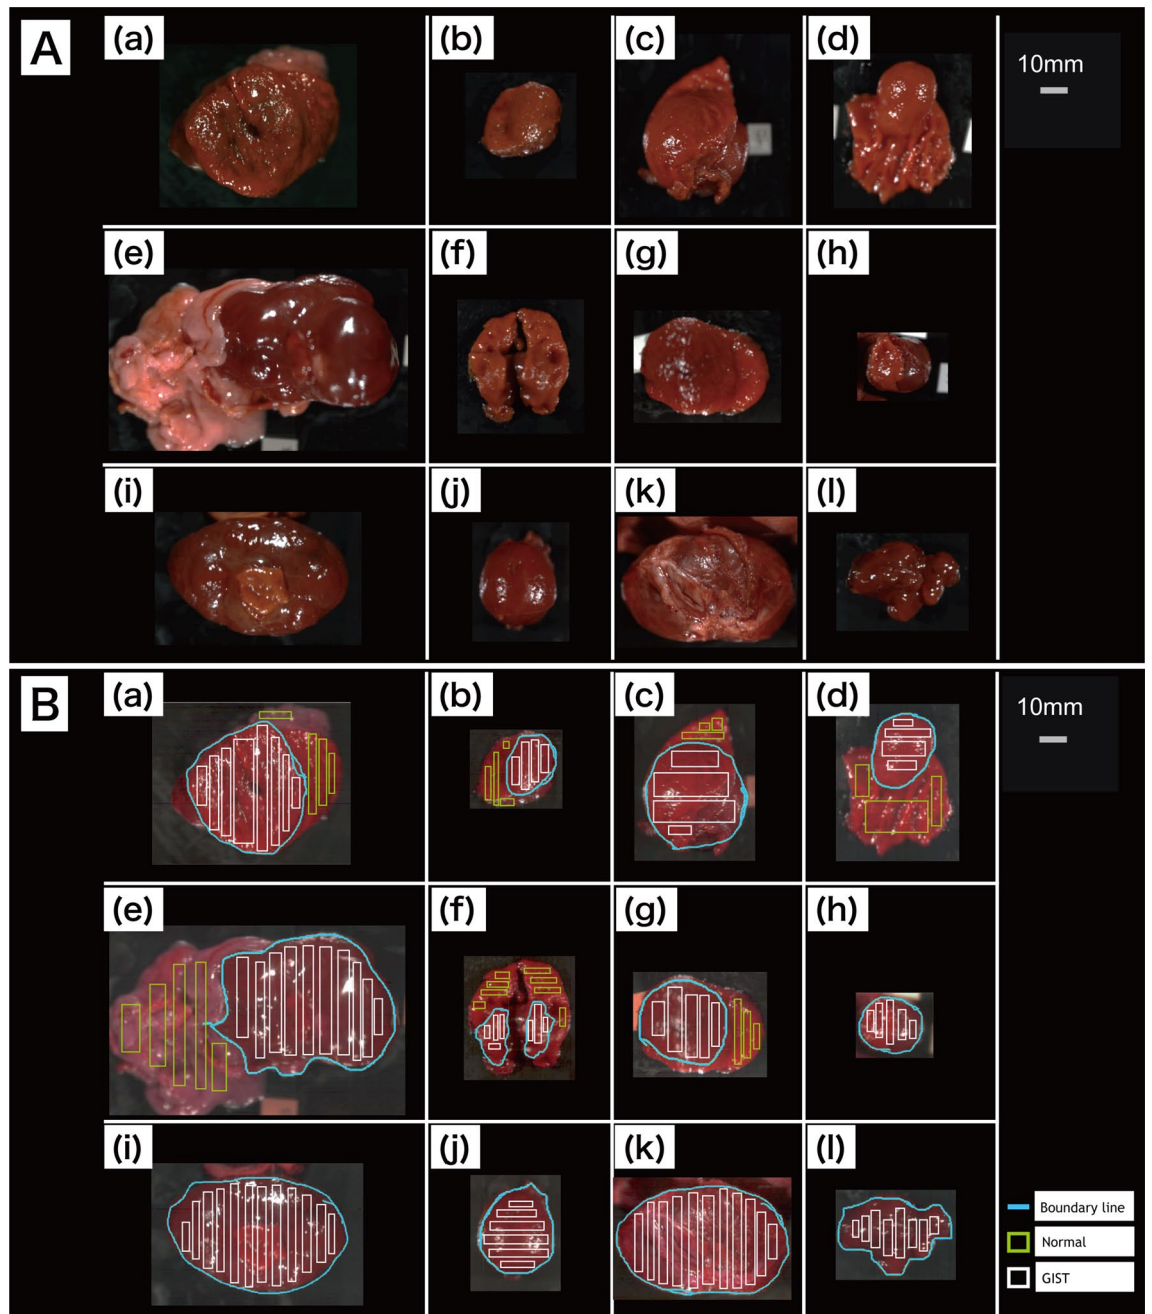 A
(a) (b) (c) (d)
10mm
(e) (f) (g) (h)
(i) (j) (k) (l)
B
(a) (b) (c) (d)
10mm
(e) (f) (g) (h)
(i) (j) (k) (l)
Boundary line
Normal
GIST